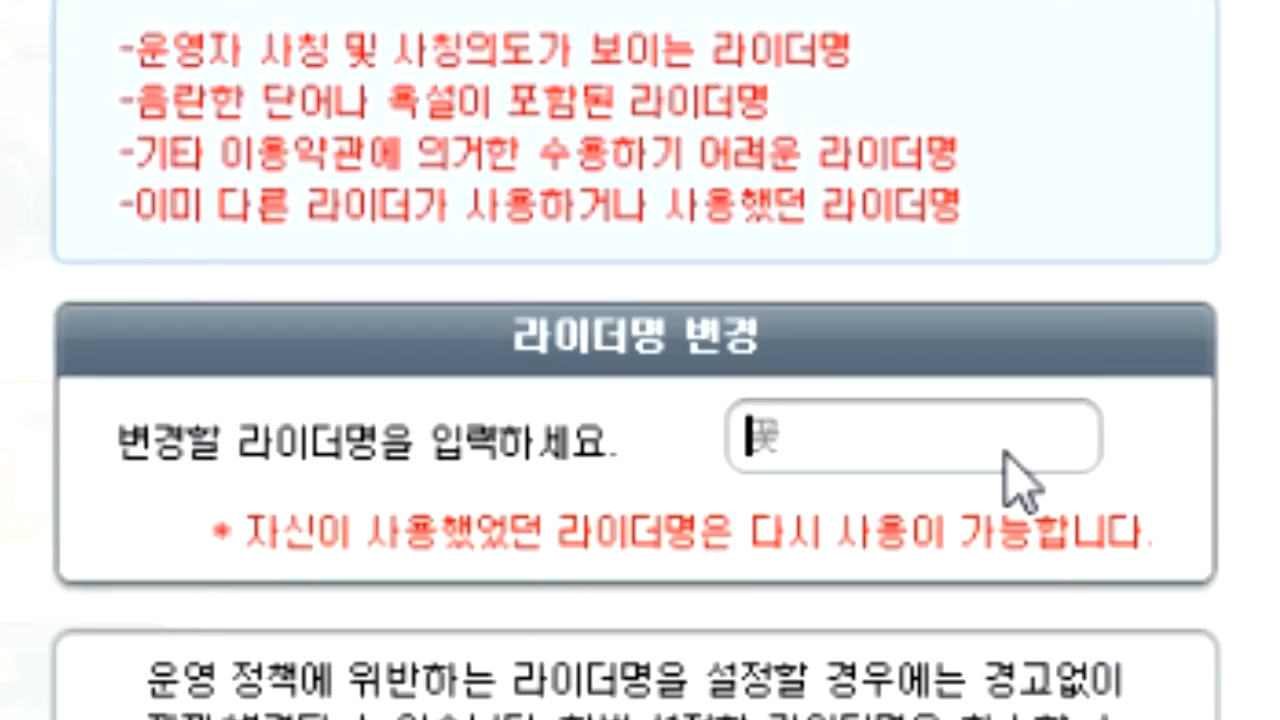 -운영자 사칭 및 사칭의도가 보이는 라이더명
-음란한 단어나 욕설이 포함된 라이더명
-기타 이용약관에 의거한 수용하기 어려운 라이더명
-이미 다른 라이더가 사용하거나 사용했던 라이더명
라이더명 변경
변경할 라이더명을 입력하세요.
꽃
* 자신이 사용했었던 라이더명은 다시 사용이 가능합니다.
운영 정책에 위반하는 라이더명을 설정할 경우에는 경고없이